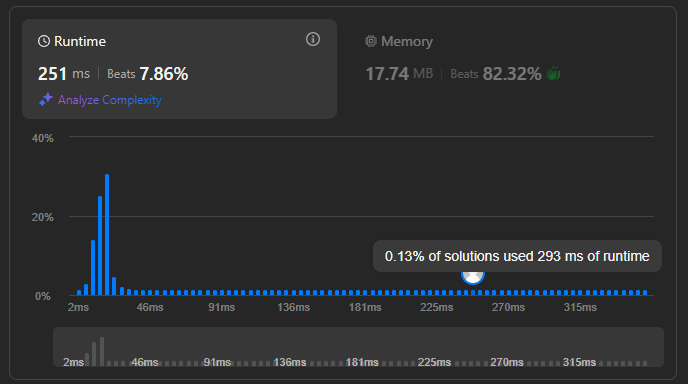 Runtime
Memory
251 ms | Beats 7.86%
17.74 MB | Beats 82.32%
Analyze Complexity
40%
20%
0.13% of solutions used 293 ms of runtime
0%
2ms 46ms 91ms 136ms 181ms 225ms 270ms 315ms
2ms 46ms 91ms 136ms 181ms 225ms 270ms 315ms